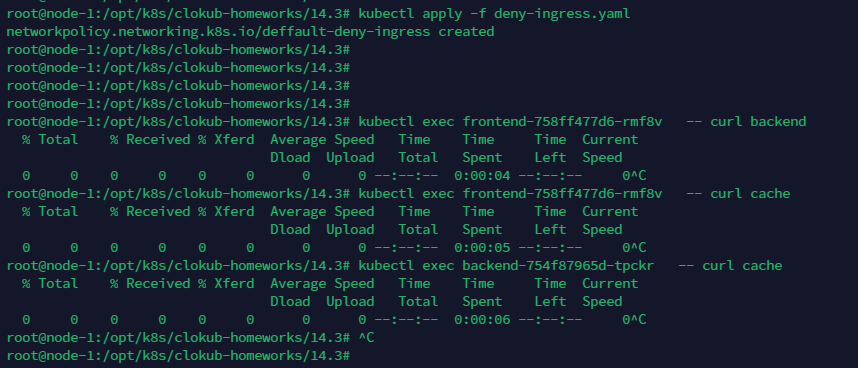 root@node-1:/opt/k8s/clokub-homeworks/14.3# kubectl apply -f deny-ingress.yaml
networkpolicy.networking.k8s.io/deffault-deny-ingress created
root@node-1:/opt/k8s/clokub-homeworks/14.3#
root@node-1:/opt/k8s/clokub-homeworks/14.3#
root@node-1:/opt/k8s/clokub-homeworks/14.3#
root@node-1:/opt/k8s/clokub-homeworks/14.3#
root@node-1:/opt/k8s/clokub-homeworks/14.3# kubectl exec frontend-758ff477d6-rmf8v   -- curl backend
  % Total    % Received % Xferd  Average Speed   Time    Time     Time  Current
                                 Dload  Upload   Total   Spent    Left  Speed
  0     0    0     0    0     0      0      0 --:--:--  0:00:04 --:--:--     0^C
root@node-1:/opt/k8s/clokub-homeworks/14.3# kubectl exec frontend-758ff477d6-rmf8v   -- curl cache
  % Total    % Received % Xferd  Average Speed   Time    Time     Time  Current
                                 Dload  Upload   Total   Spent    Left  Speed
  0     0    0     0    0     0      0      0 --:--:--  0:00:05 --:--:--     0^C
root@node-1:/opt/k8s/clokub-homeworks/14.3# kubectl exec backend-754f87965d-tpckr   -- curl cache
  % Total    % Received % Xferd  Average Speed   Time    Time     Time  Current
                                 Dload  Upload   Total   Spent    Left  Speed
  0     0    0     0    0     0      0      0 --:--:--  0:00:06 --:--:--     0^C
root@node-1:/opt/k8s/clokub-homeworks/14.3# ^C
root@node-1:/opt/k8s/clokub-homeworks/14.3#